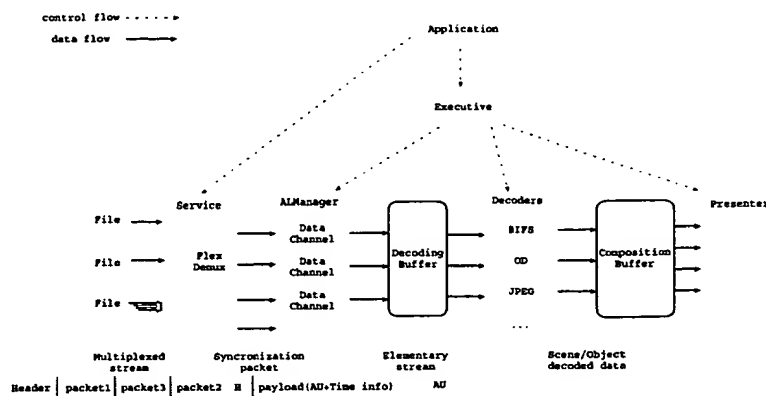 control flow
data flow
Application
Executive
Service
ALManager
Decoders
Presenter
File
Data
Channel
BIFS
File
Flex
Demux
Data
Channel
Decoding
Buffer
OD
Composition
Buffer
File
Data
Channel
JPEG
...
Multiplexed
stream
Syncronization
packet
Elementary
stream
Scene/Object
decoded data
Header packet1 packet3 packet2 H payload(AU+Time info) AU